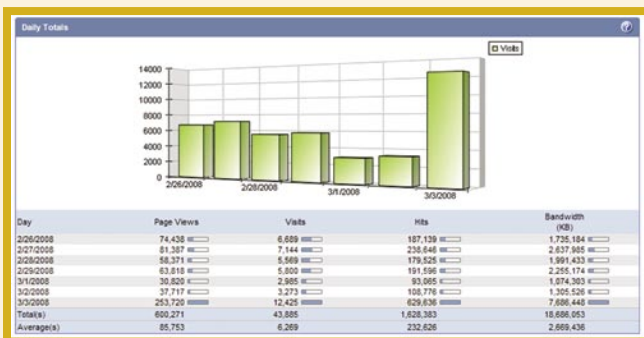 Daily Totals
Visits
14000
12000
10000
8000
6000
4000
2000
0
2/26/2008 2/28/2008 3/1/2008 3/3/2008
Day Page Views Visits Hits Bandwidth (KB)
2/26/2008 74,438 6,689 187,139 1,735,184
2/27/2008 81,387 7,144 238,646 2,637,985
2/28/2008 58,371 5,569 179,525 1,991,433
2/29/2008 63,818 5,800 191,596 2,255,174
3/1/2008 30,820 2,985 93,065 1,074,303
3/2/2008 37,717 3,273 108,776 1,305,526
3/3/2008 253,720 12,425 629,636 7,686,448
Total(s) 600,271 43,885 1,628,383 18,686,053
Average(s) 85,753 6,269 232,626 2,669,436